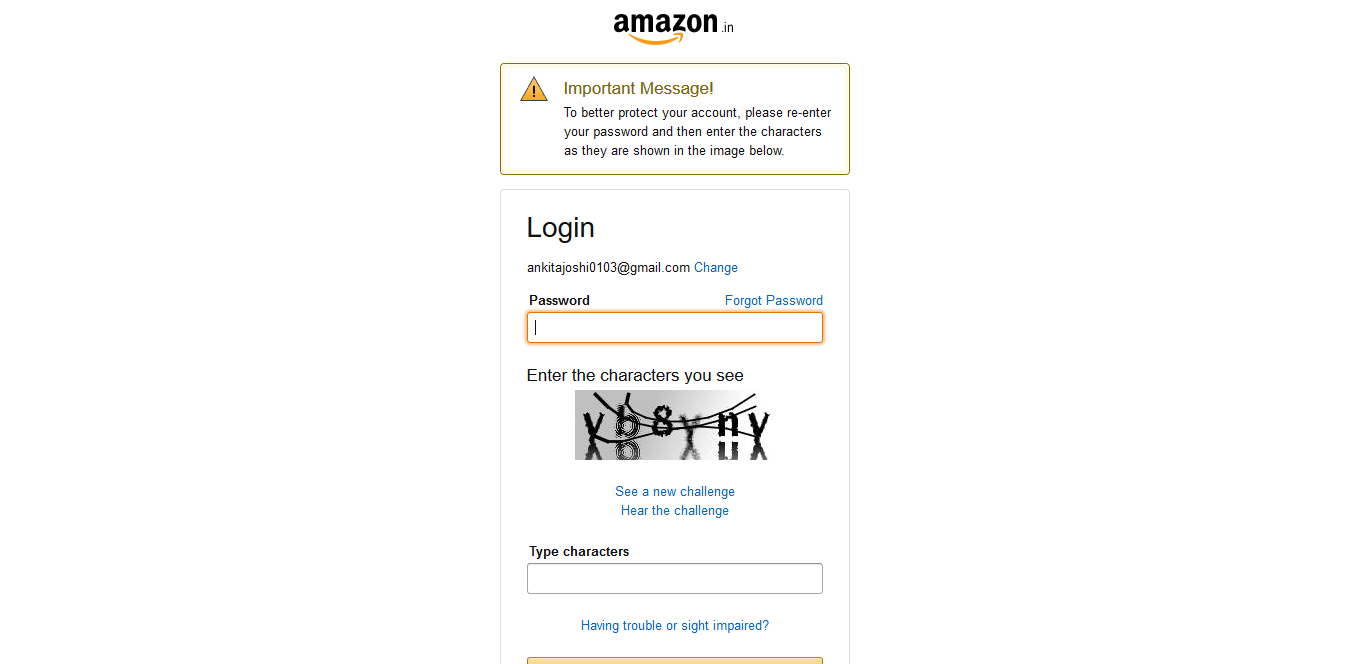 amazon.in
Important Message!
To better protect your account, please re-enter
your password and then enter the characters
as they are shown in the image below.
Login
ankitajoshi0103@gmail.com Change
Password Forgot Password
Enter the characters you see
See a new challenge
Hear the challenge
Type characters
Having trouble or sight impaired?